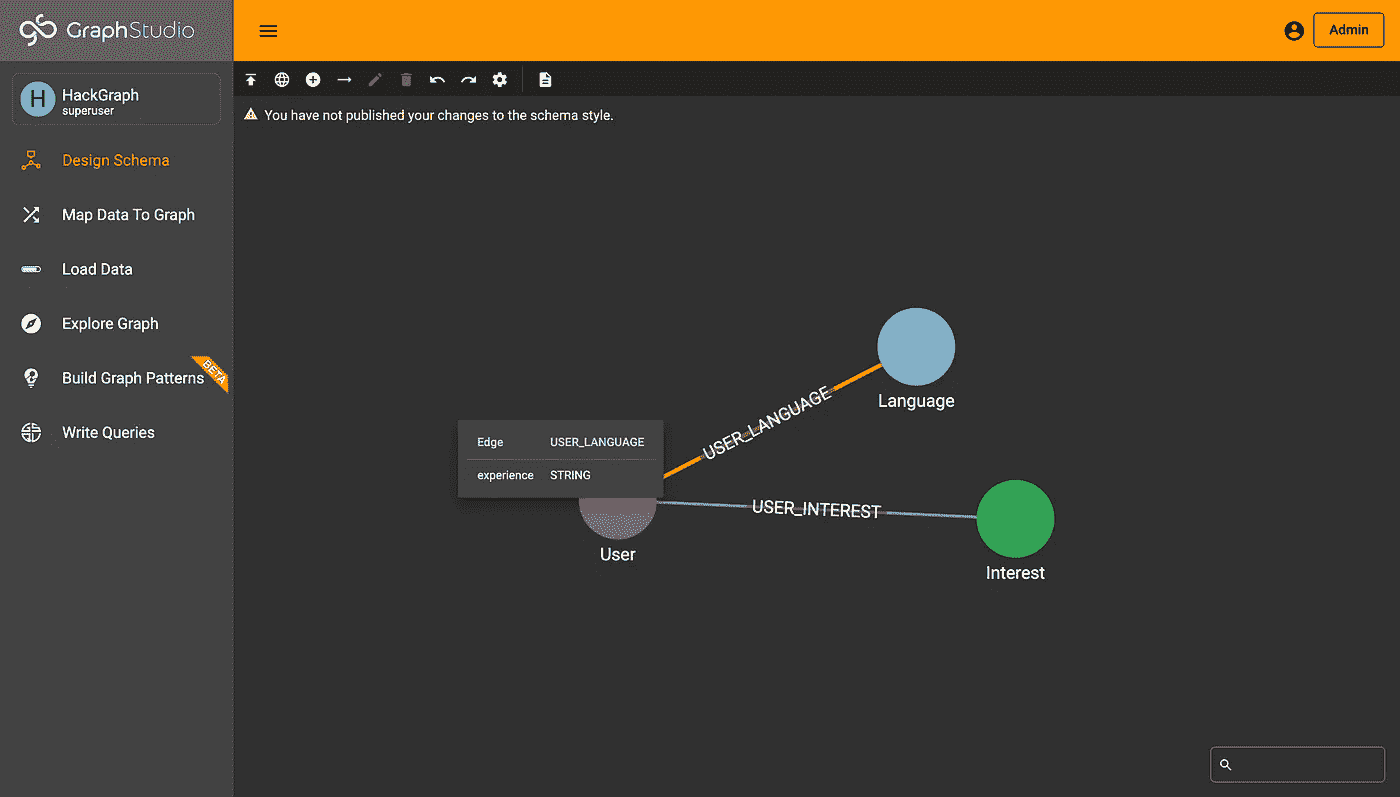 GraphStudio
Admin
H
HackGraph
superuser
You have not published your changes to the schema style.
Design Schema
Map Data To Graph
Load Data
Explore Graph
Build Graph Patterns
BETA
Write Queries
Language
USER_LANGUAGE
Edge USER_LANGUAGE
experience STRING
USER_INTEREST
User
Interest